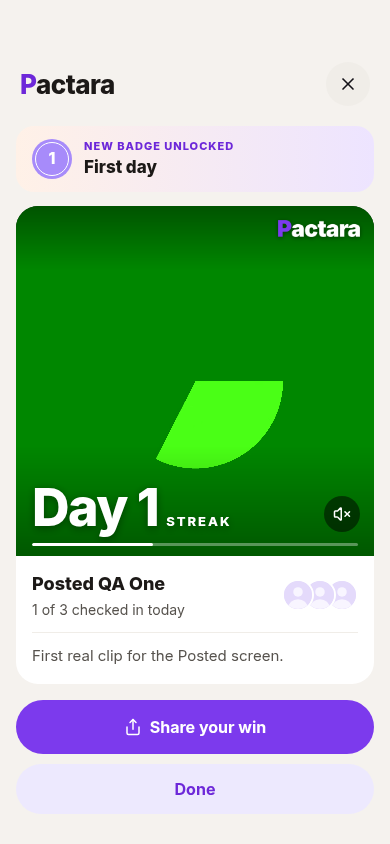 Pactara
1
NEW BADGE UNLOCKED
First day
Pactara
Day 1 STREAK
Posted QA One
1 of 3 checked in today
First real clip for the Posted screen.
Share your win
Done